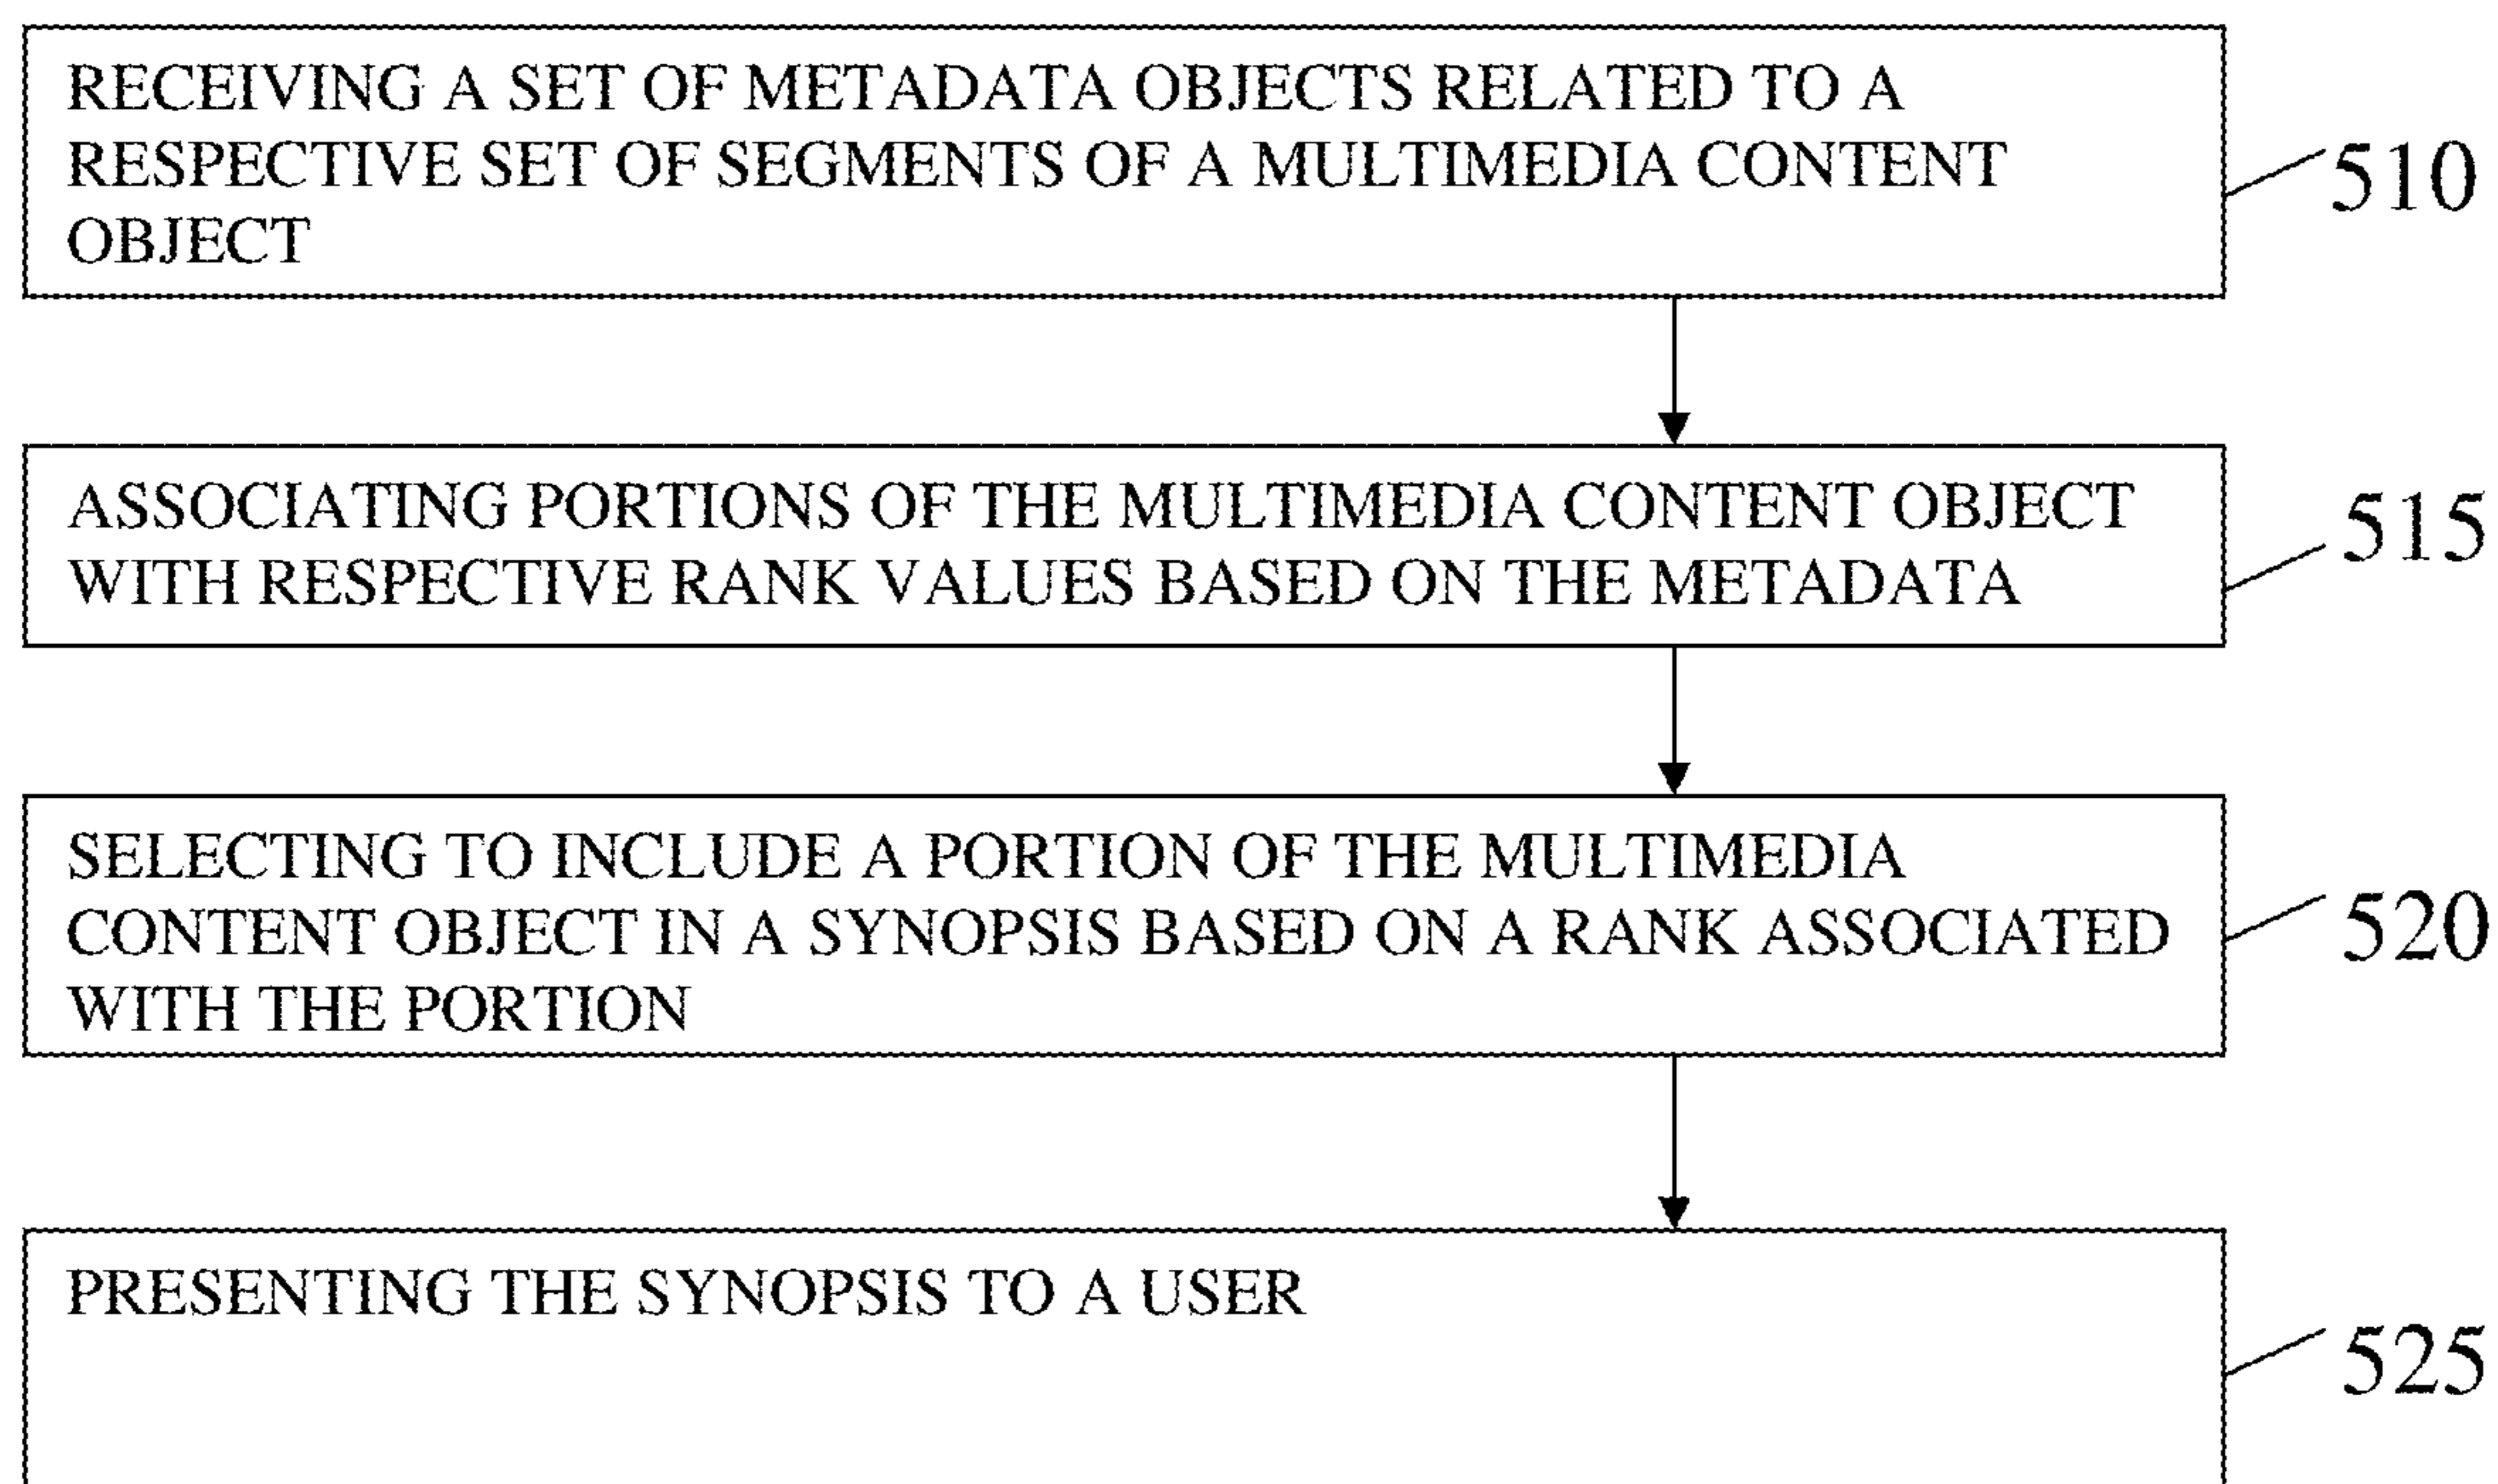 RECEIVING A SET OF METADATA OBJECTS RELATED TO A
RESPECTIVE SET OF SEGMENTS OF A MULTIMEDIA CONTENT
OBJECT
510
ASSOCIATING PORTIONS OF THE MULTIMEDIA CONTENT OBJECT
WITH RESPECTIVE RANK VALUES BASED ON THE METADATA
515
SELECTING TO INCLUDE A PORTION OF THE MULTIMEDIA
CONTENT OBJECT IN A SYNOPSIS BASED ON A RANK ASSOCIATED
WITH THE PORTION
520
PRESENTING THE SYNOPSIS TO A USER
525